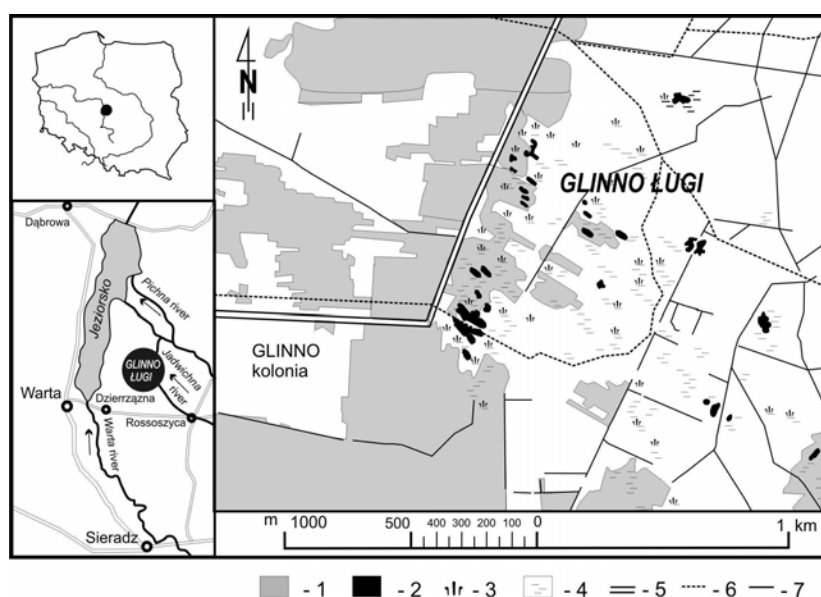 N
GLINNO ŁUGI
GLINNO
kolonia
Dąbrowa
Jeziorsko
Pichna river
Jadwichna
river
GLINNO
ŁUGI
Warta
Dzierrzązna
Rossoszyca
Warta river
Sieradz
m 1000 500 400 300 200 100 0 1 km
- 1 - 2 - 3 - 4 - 5 - 6 - 7